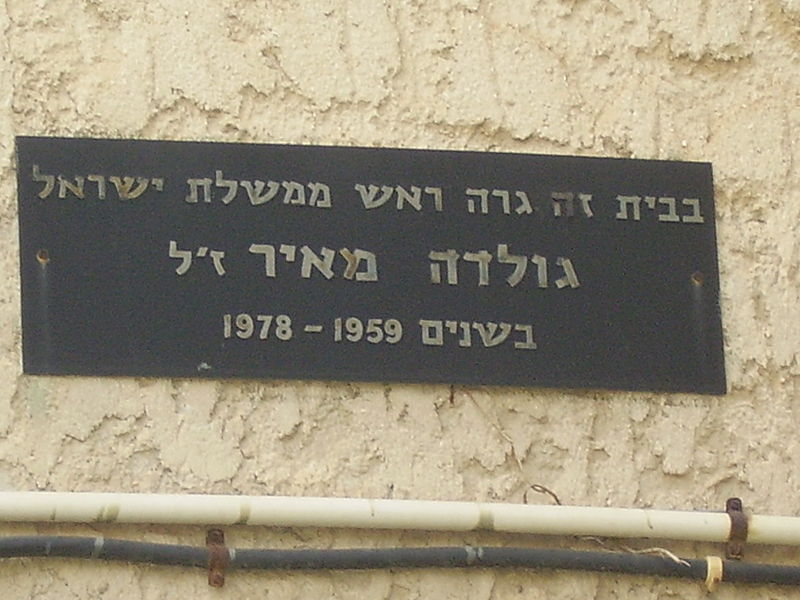 בבית זה גרה ראש ממשלת ישראל
גולדה מאיר ז"ל
בשנים 1959 - 1978